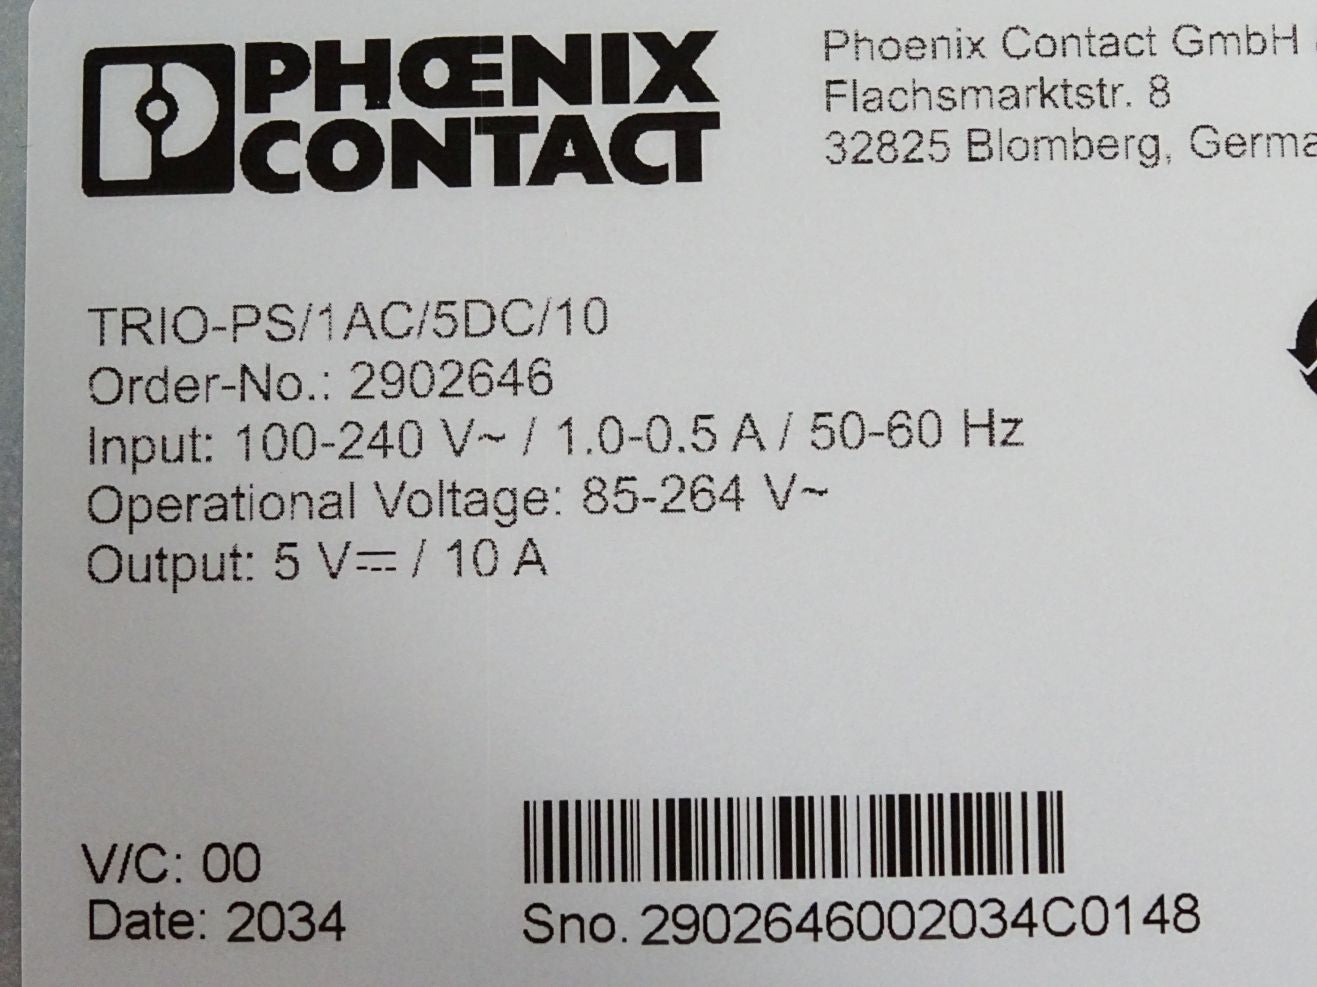 PHŒNIX
CONTACT
Phoenix Contact GmbH
Flachsmarktstr. 8
32825 Blomberg, Germa
TRIO-PS/1AC/5DC/10
Order-No.: 2902646
Input: 100-240 V~ / 1.0-0.5 A / 50-60 Hz
Operational Voltage: 85-264 V~
Output: 5 V⎓ / 10 A
V/C: 00
Date: 2034
Sno. 2902646002034C0148